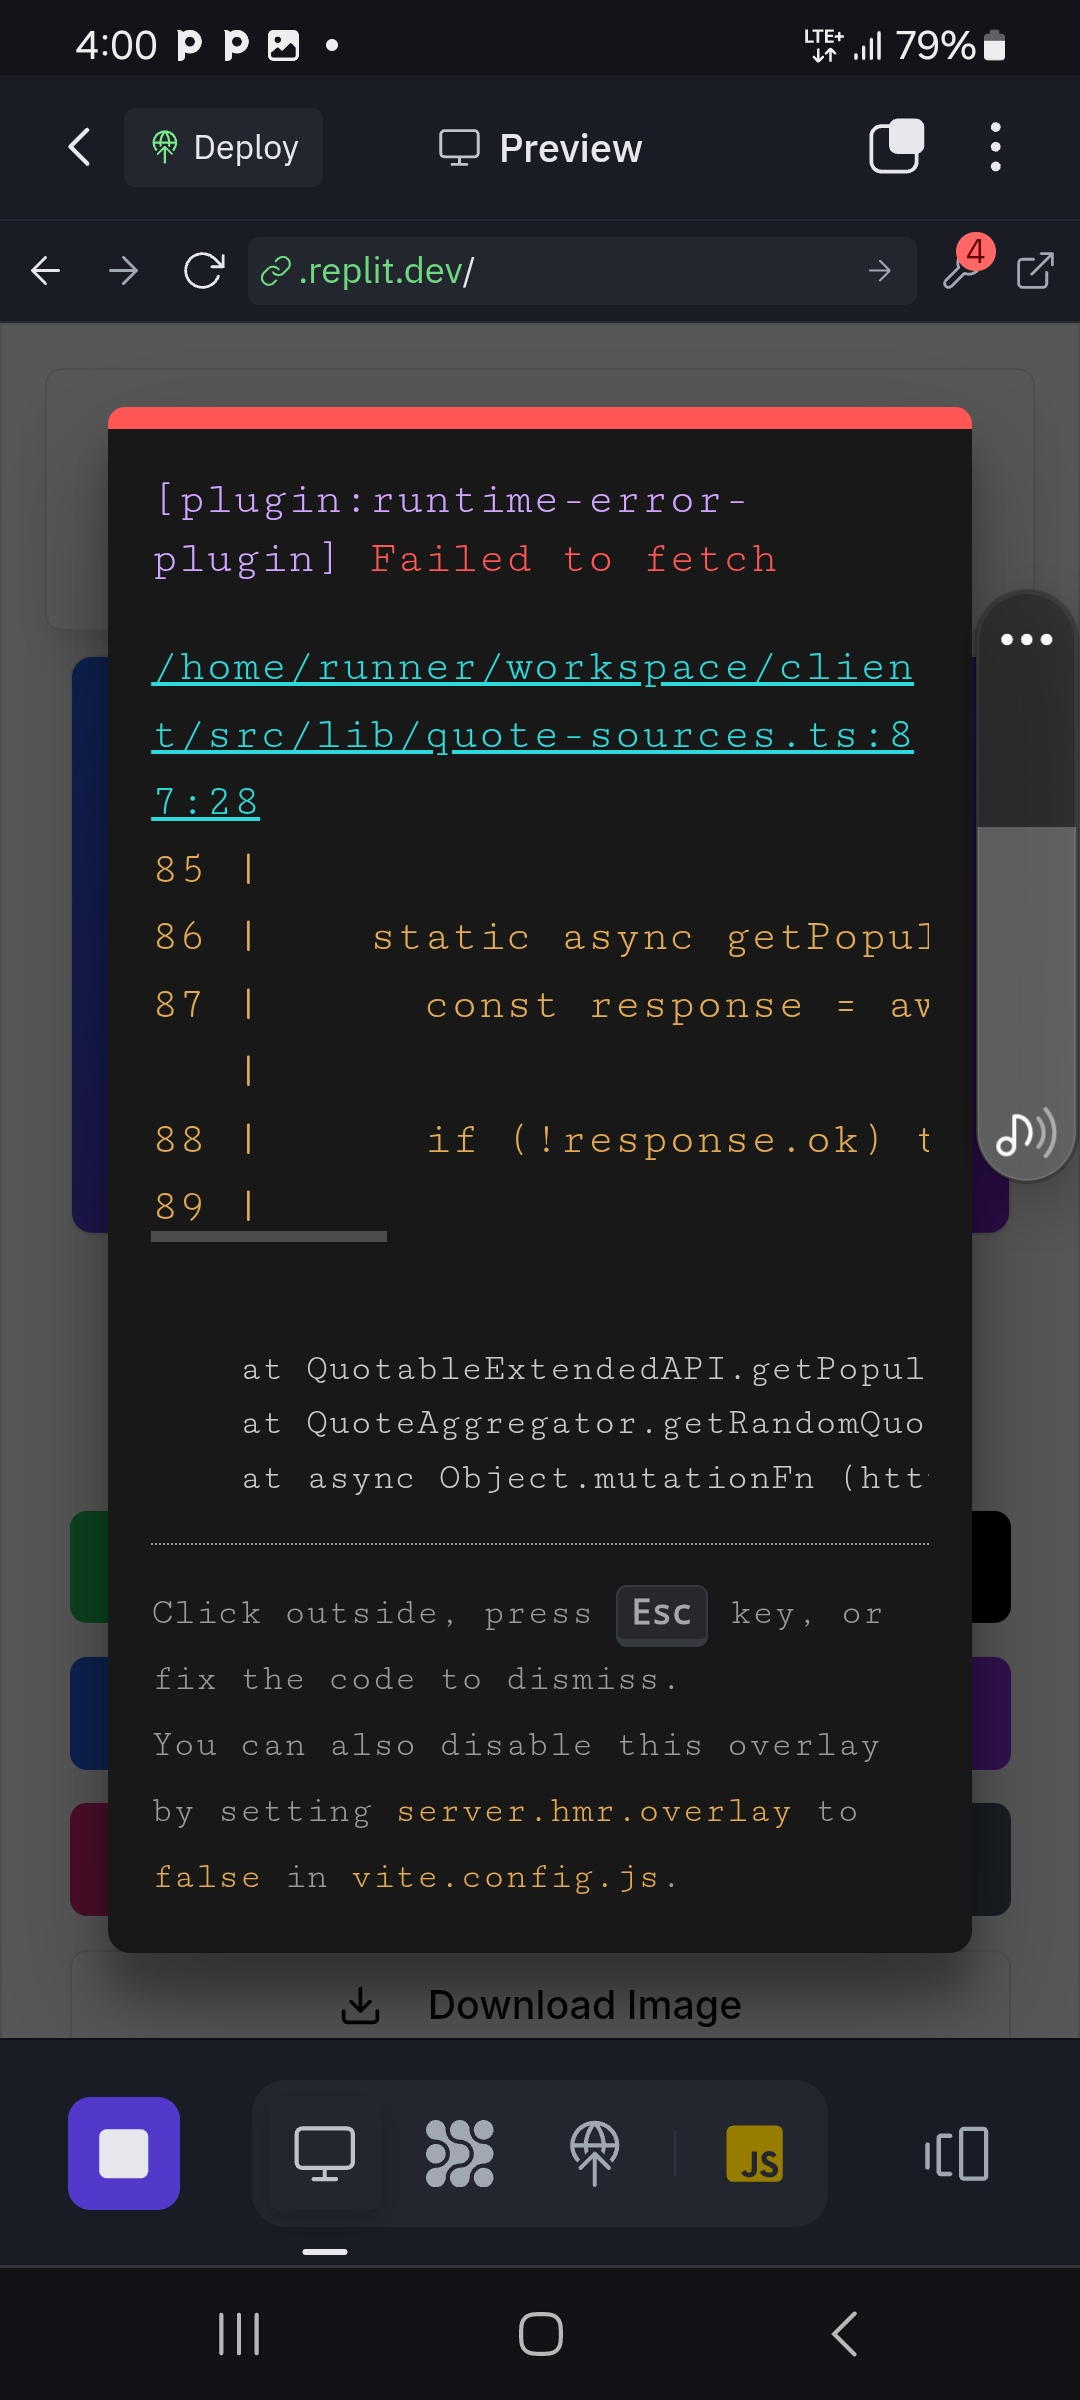 4:00
LTE+ 79%
Deploy Preview
.replit.dev/
4
[plugin:runtime-error-
plugin] Failed to fetch
/home/runner/workspace/clien
t/src/lib/quote-sources.ts:8
7:28
85 |
86 | static async getPopul
87 | const response = aw
|
88 | if (!response.ok) t
89 |
at QuotableExtendedAPI.getPopul
at QuoteAggregator.getRandomQuo
at async Object.mutationFn (htt
Click outside, press Esc key, or
fix the code to dismiss.
You can also disable this overlay
by setting server.hmr.overlay to
false in vite.config.js.
Download Image
JS